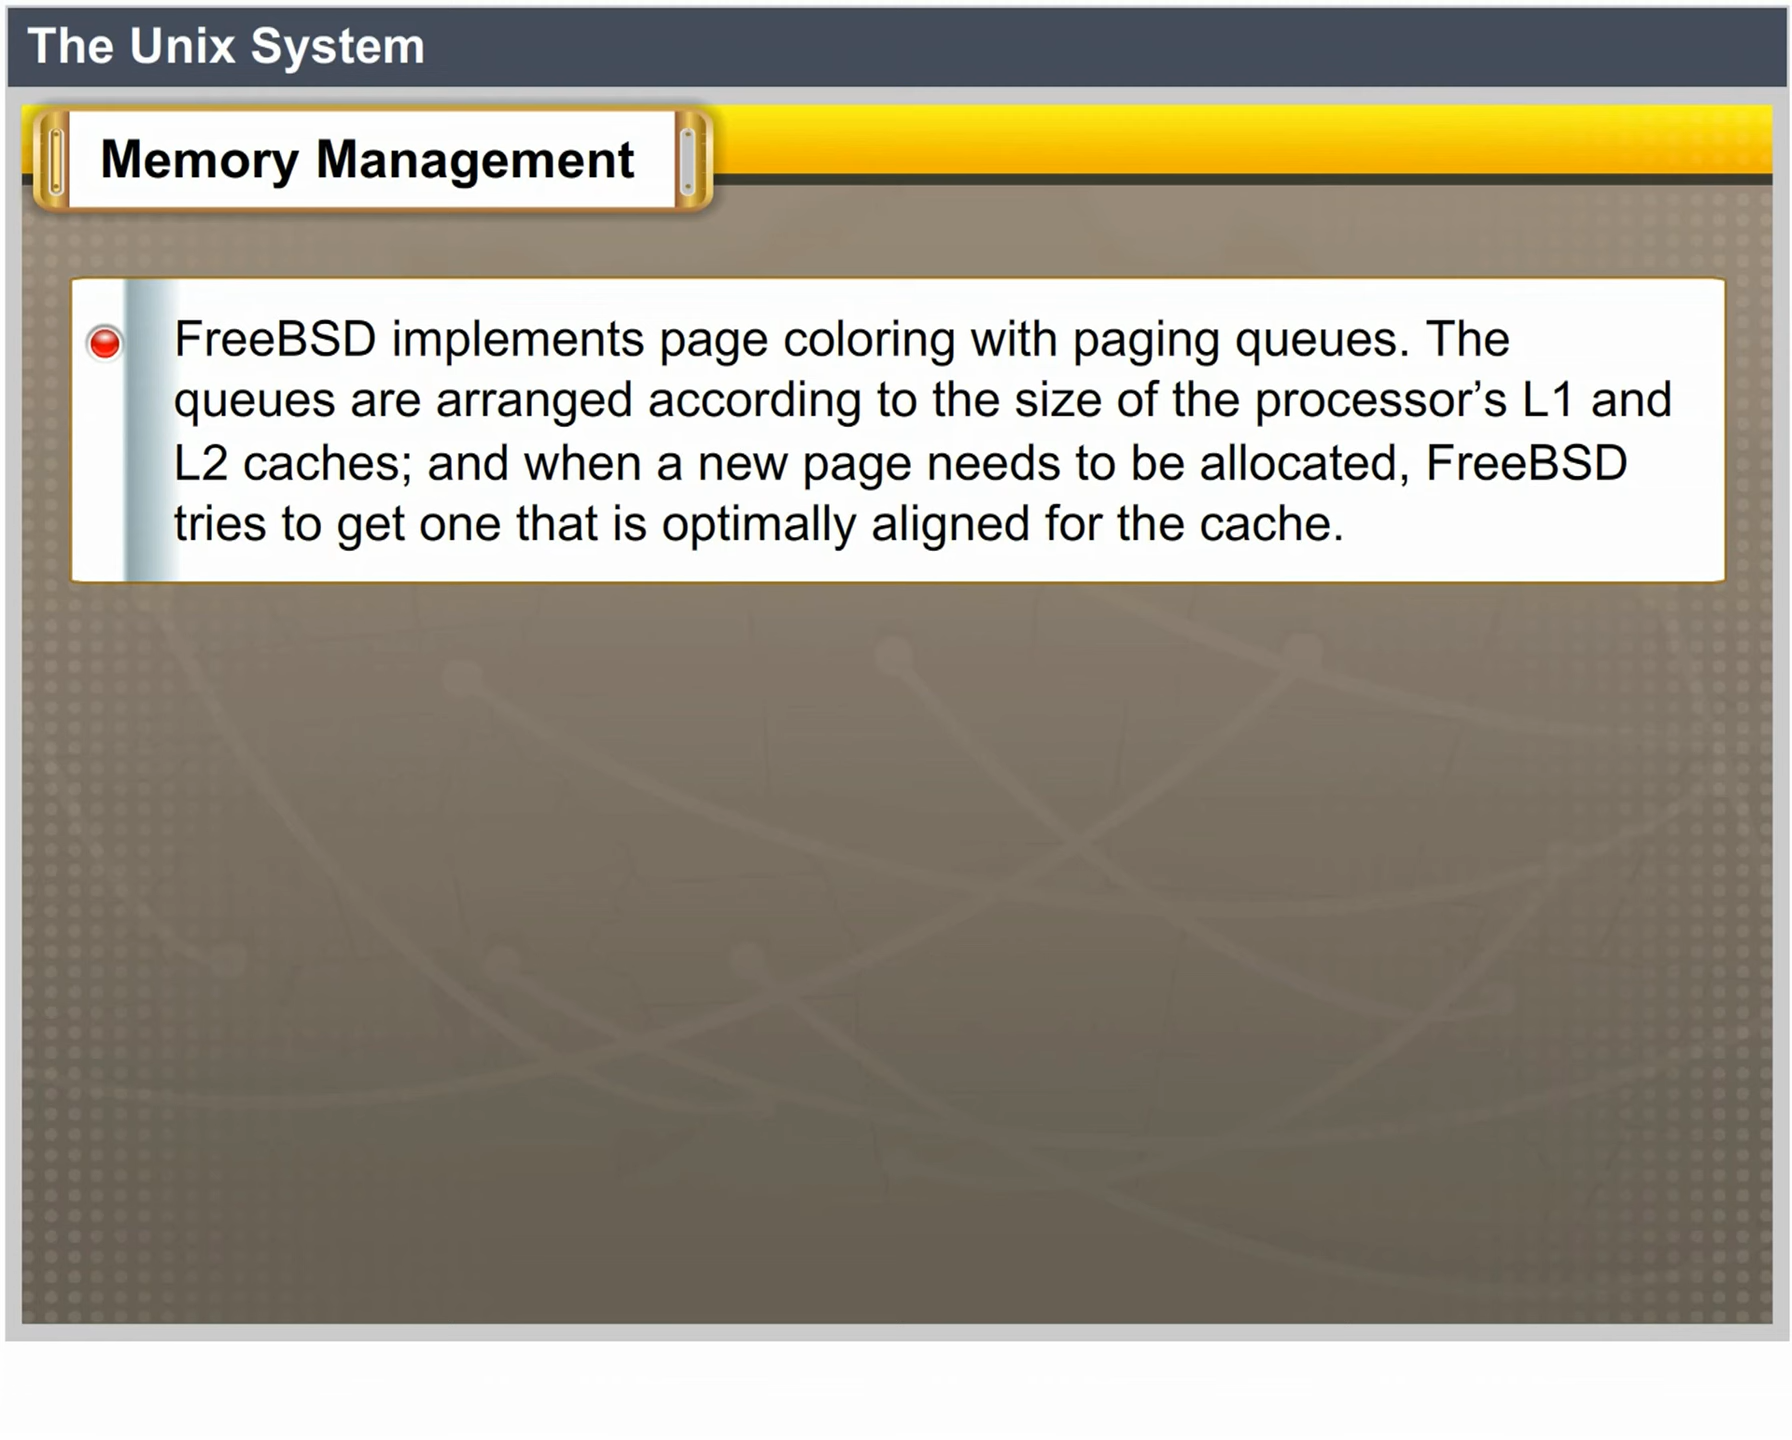 The Unix System
Memory Management
FreeBSD implements page coloring with paging queues. The
queues are arranged according to the size of the processor’s L1 and
L2 caches; and when a new page needs to be allocated, FreeBSD
tries to get one that is optimally aligned for the cache.